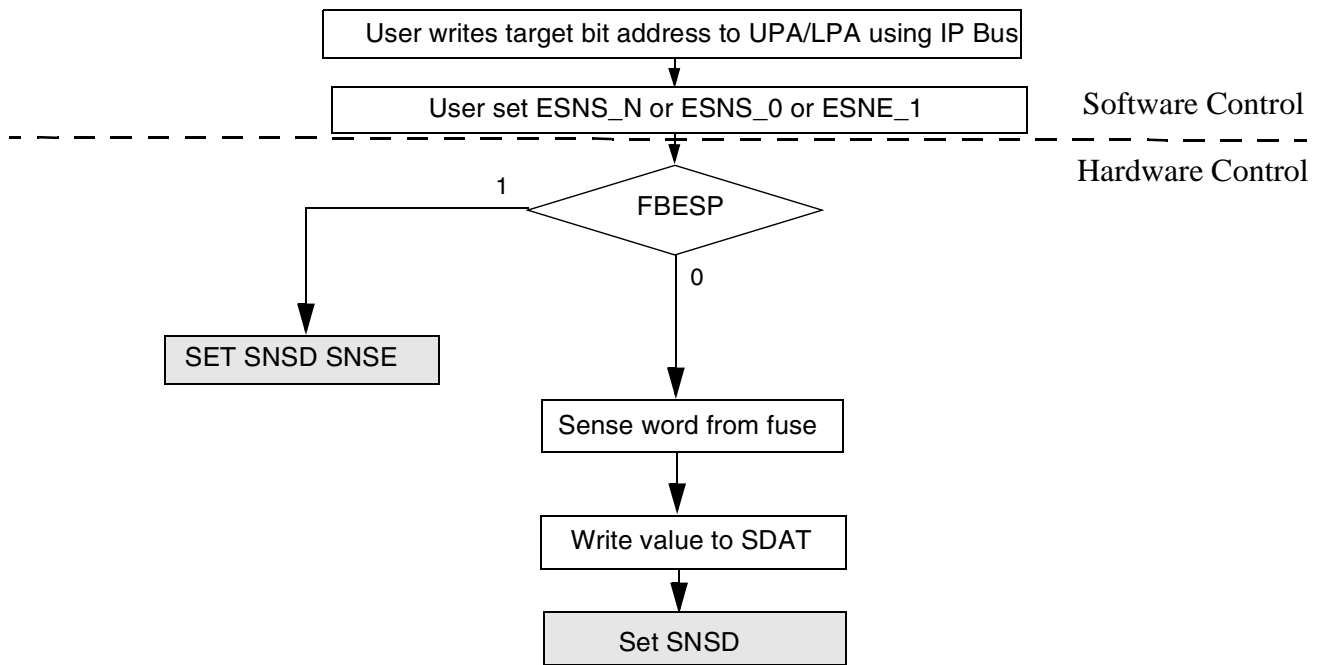 User writes target bit address to UPA/LPA using IP Bus
User set ESNS_N or ESNS_0 or ESNE_1
Software Control
Hardware Control
1
FBESP
0
SET SNSD SNSE
Sense word from fuse
Write value to SDAT
Set SNSD